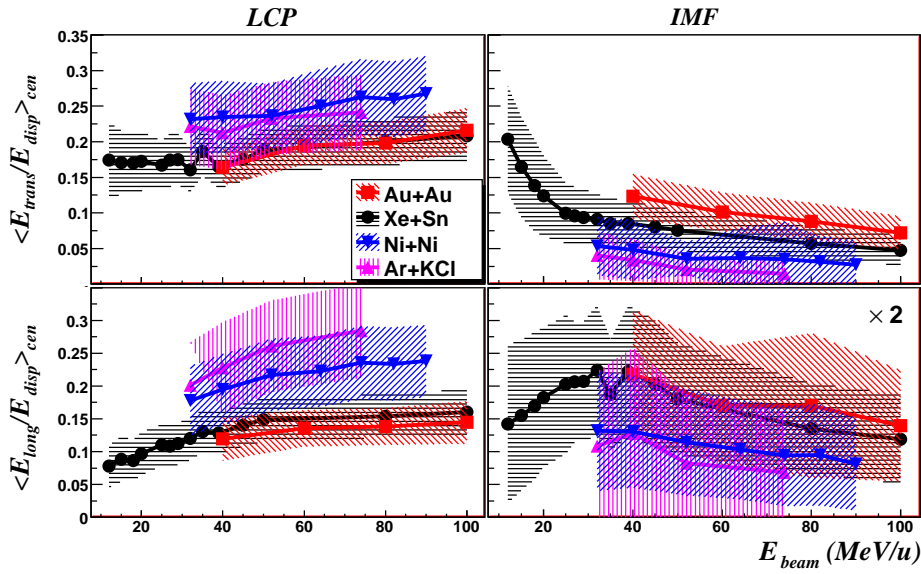 LCP IMF
<E_trans/E_disp>_cen
0.35
0.3
0.25
0.2
0.15
0.1
0.05
Au+Au
Xe+Sn
Ni+Ni
Ar+KCl
<E_long/E_disp>_cen
× 2
0.3
0.25
0.2
0.15
0.1
0.05
0
20 40 60 80 100 20 40 60 80 100
E_beam (MeV/u)